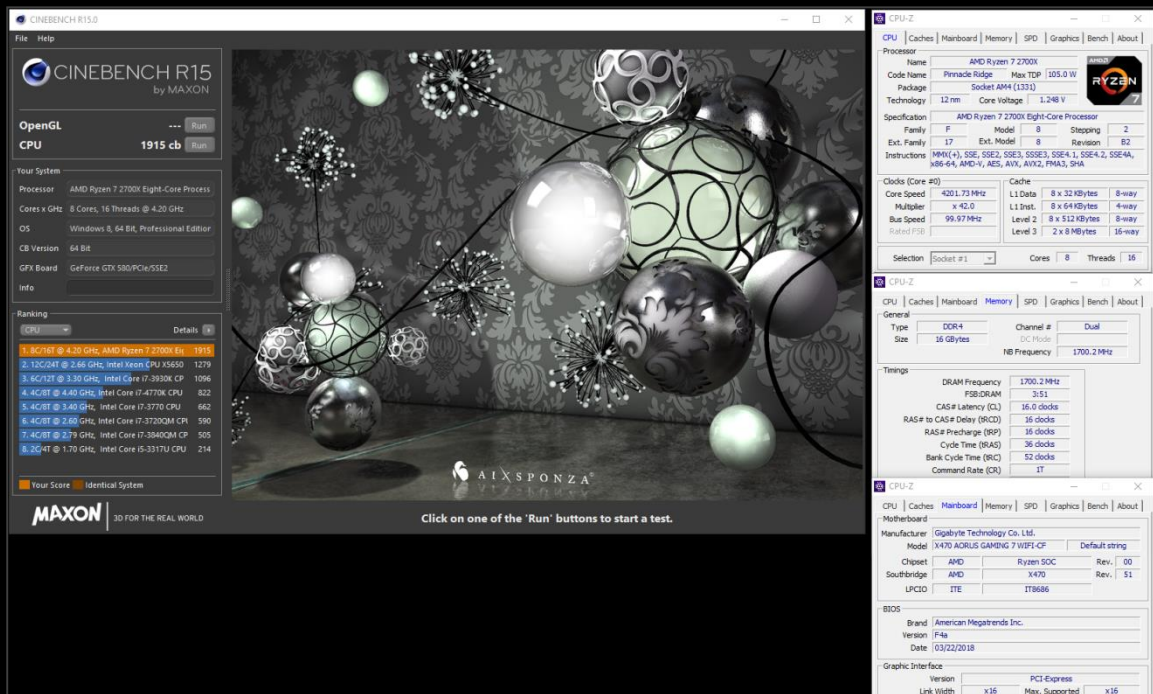 CINEBENCH R15.0
File Help
CINEBENCH R15
by MAXON
OpenGL --- Run
CPU 1915 cb Run
Your System
Processor AMD Ryzen 7 2700X Eight-Core Process
Cores x GHz 8 Cores, 16 Threads @ 4.20 GHz
OS Windows 8, 64 Bit, Professional Edition
CB Version 64 Bit
GFX Board GeForce GTX 580/PCIe/SSE2
Info
Ranking
CPU Details
1. 8C/16T @ 4.20 GHz, AMD Ryzen 7 2700X Eig 1915
2. 12C/24T @ 2.66 GHz, Intel Xeon CPU X5650 1279
3. 6C/12T @ 3.30 GHz, Intel Core i7-3930K CP 1096
4. 4C/8T @ 4.40 GHz, Intel Core i7-4770K CPU 822
5. 4C/8T @ 3.40 GHz, Intel Core i7-3770 CPU 662
6. 4C/8T @ 2.60 GHz, Intel Core i7-3720QM CPU 590
7. 4C/8T @ 2.79 GHz, Intel Core i7-3840QM CP 505
8. 2C/4T @ 1.70 GHz, Intel Core i5-3317U CPU 214
Your Score Identical System
MAXON 3D FOR THE REAL WORLD
AIXSPONZA®
Click on one of the 'Run' buttons to start a test.
CPU-Z
CPU Caches Mainboard Memory SPD Graphics Bench About
Processor
Name AMD Ryzen 7 2700X
Code Name Pinnacle Ridge Max TDP 105.0 W
Package Socket AM4 (1331)
Technology 12 nm Core Voltage 1.248 V
AMD RYZEN 7
Specification AMD Ryzen 7 2700X Eight-Core Processor
Family F Model 8 Stepping 2
Ext. Family 17 Ext. Model 8 Revision B2
Instructions MMX(+), SSE, SSE2, SSE3, SSSE3, SSE4.1, SSE4.2, SSE4A,
x86-64, AMD-V, AES, AVX, AVX2, FMA3, SHA
Clocks (Core #0) Cache
Core Speed 4201.73 MHz L1 Data 8 x 32 KBytes 8-way
Multiplier x 42.0 L1 Inst. 8 x 64 KBytes 4-way
Bus Speed 99.97 MHz Level 2 8 x 512 KBytes 8-way
Rated FSB Level 3 2 x 8 MBytes 16-way
Selection Socket #1 Cores 8 Threads 16
CPU-Z
CPU Caches Mainboard Memory SPD Graphics Bench About
General
Type DDR4 Channel # Dual
Size 16 GBytes DC Mode
NB Frequency 1700.2 MHz
Timings
DRAM Frequency 1700.2 MHz
FSB:DRAM 3:51
CAS# Latency (CL) 16.0 clocks
RAS# to CAS# Delay (tRCD) 16 clocks
RAS# Precharge (tRP) 16 clocks
Cycle Time (tRAS) 36 clocks
Bank Cycle Time (tRC) 52 clocks
Command Rate (CR) 1T
CPU-Z
CPU Caches Mainboard Memory SPD Graphics Bench About
Motherboard
Manufacturer Gigabyte Technology Co. Ltd.
Model X470 AORUS GAMING 7 WIFI-CF Default string
Chipset AMD Ryzen SOC Rev. 00
Southbridge AMD X470 Rev. 51
LPCIO ITE IT8686
BIOS
Brand American Megatrends Inc.
Version F4a
Date 03/22/2018
Graphic Interface
Version PCI-Express
Link Width x16 Max. Supported x16